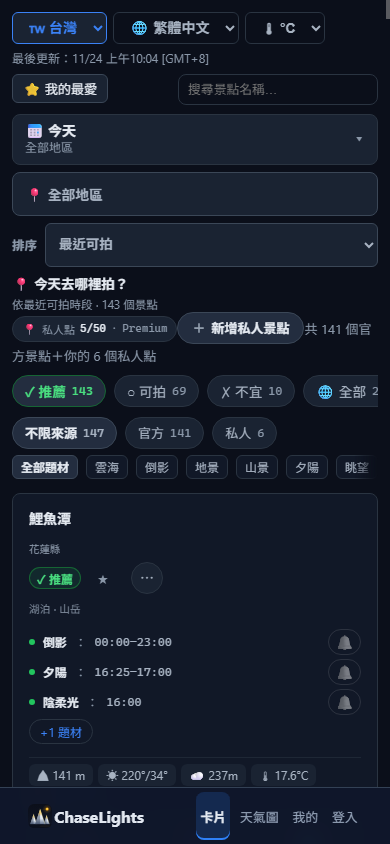 TW 台灣 繁體中文 °C
最後更新：11/24 上午10:04 [GMT+8]
我的最愛 搜尋景點名稱…
今天
全部地區
全部地區
排序 最近可拍
今天去哪裡拍？
依最近可拍時段 · 143 個景點
私人點 5/50 · Premium ＋ 新增私人景點 共 141 個官
方景點＋你的 6 個私人點
✓ 推薦 143 ○ 可拍 69 ✗ 不宜 10 全部 2
不限來源 147 官方 141 私人 6
全部題材 雲海 倒影 地景 山景 夕陽 眺望
鯉魚潭
花蓮縣
✓ 推薦 ★ ⋯
湖泊 · 山岳
倒影 ： 00:00–23:00
夕陽 ： 16:25–17:00
陰柔光 ： 16:00
+1 題材
141 m 220°/34° 237m 17.6°C
ChaseLights 卡片 天氣圖 我的 登入